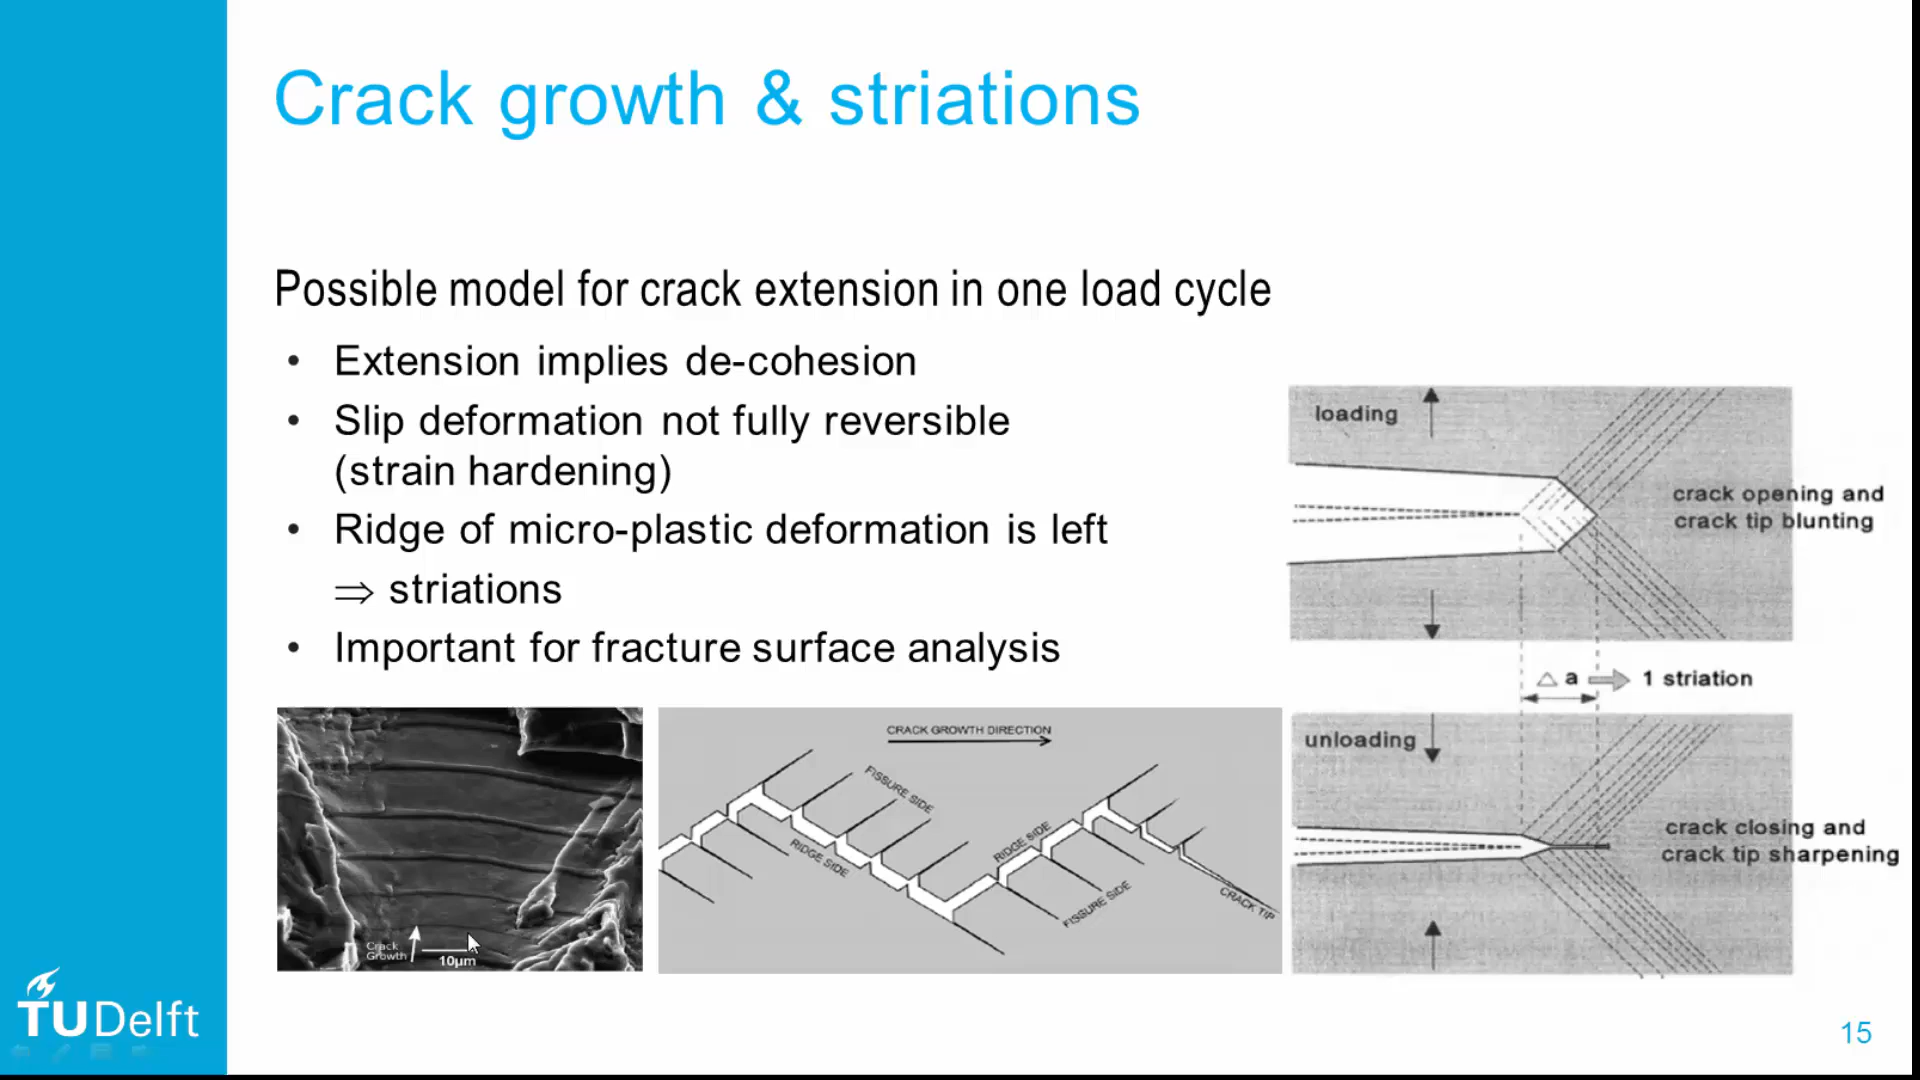 Crack growth & striations
Possible model for crack extension in one load cycle
• Extension implies de-cohesion
• Slip deformation not fully reversible
(strain hardening)
• Ridge of micro-plastic deformation is left
⇒ striations
• Important for fracture surface analysis
Crack
Growth
10μm
CRACK GROWTH DIRECTION
FISSURE SIDE
RIDGE SIDE
RIDGE SIDE
FISSURE SIDE
CRACK TIP
loading
crack opening and
crack tip blunting
△ a
1 striation
unloading
crack closing and
crack tip sharpening
TUDelft
15